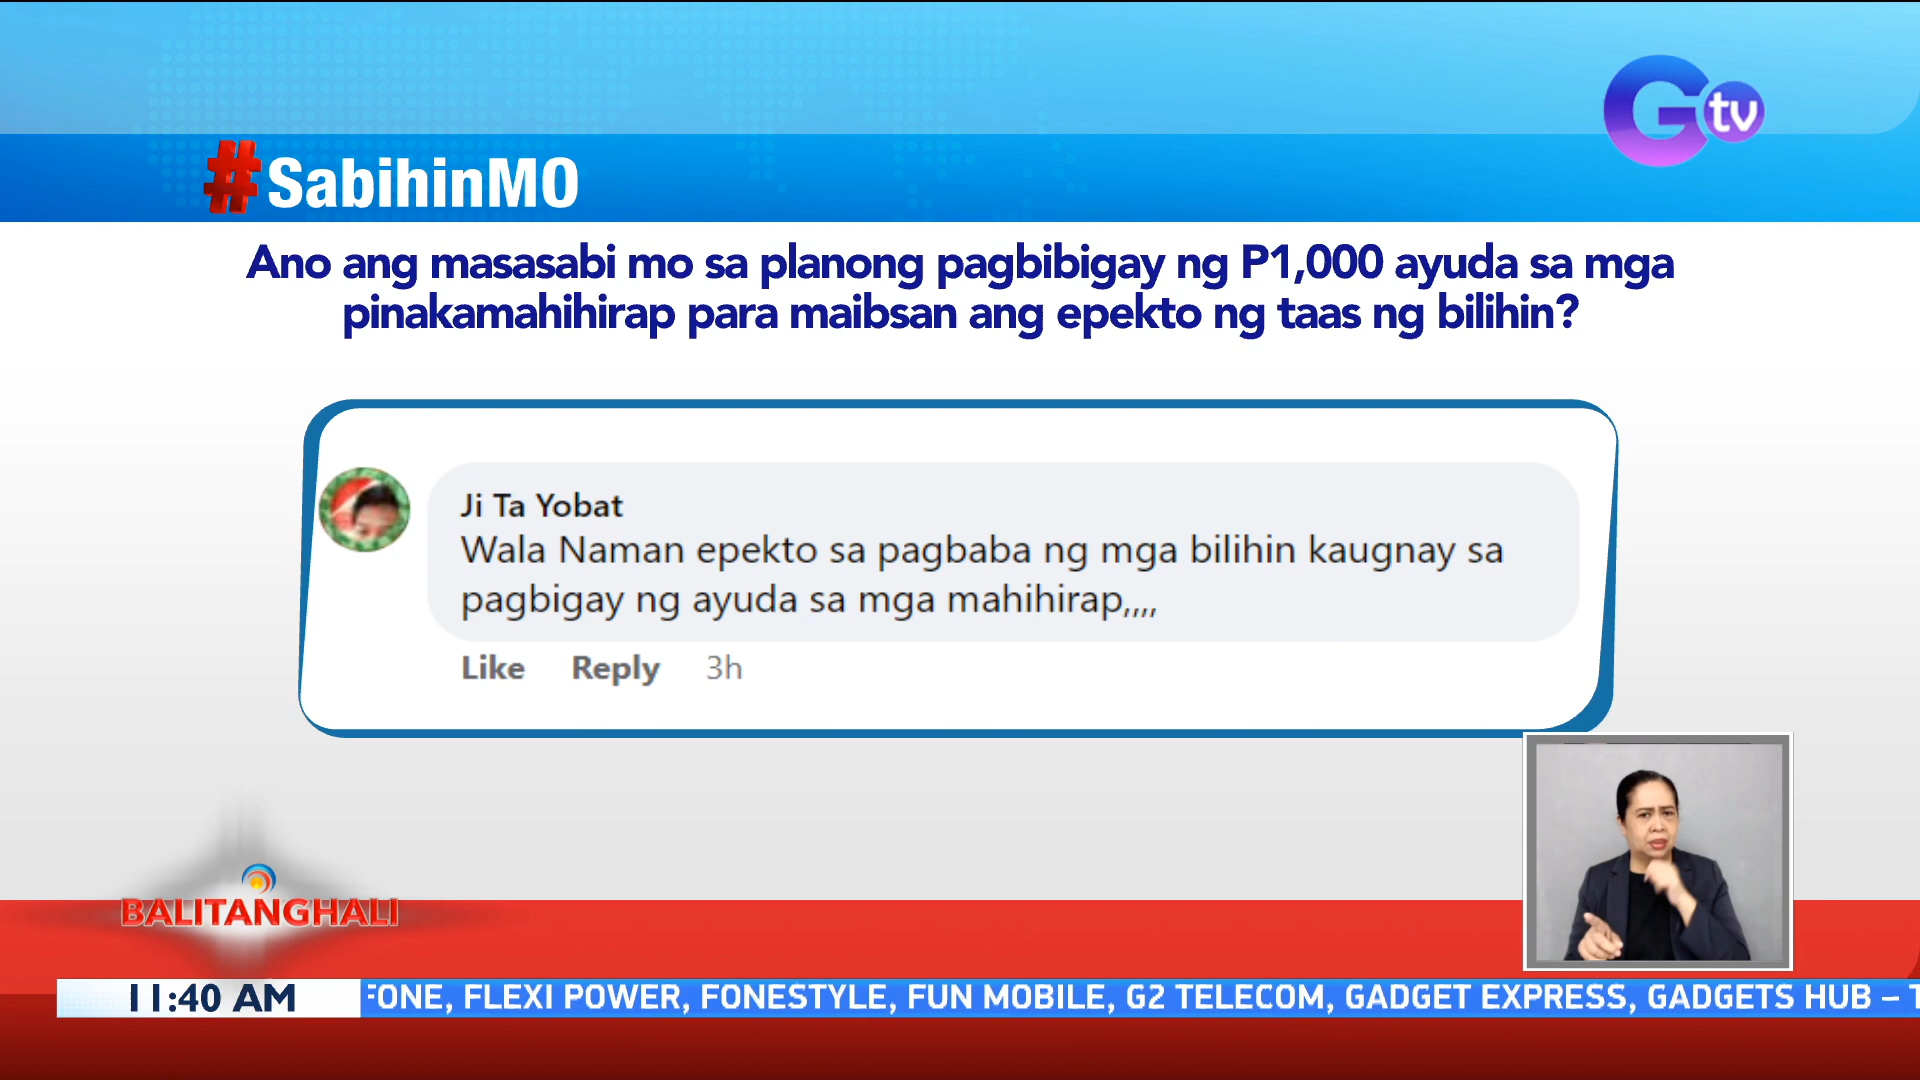 Gtv
#SabihinMO
Ano ang masasabi mo sa planong pagbibigay ng P1,000 ayuda sa mga
pinakamahihirap para maibsan ang epekto ng taas ng bilihin?
Ji Ta Yobat
Wala Naman epekto sa pagbaba ng mga bilihin kaugnay sa
pagbigay ng ayuda sa mga mahihirap,,,,
Like Reply 3h
BALITANGHALI
11:40 AM FONE, FLEXI POWER, FONESTYLE, FUN MOBILE, G2 TELECOM, GADGET EXPRESS, GADGETS HUB –